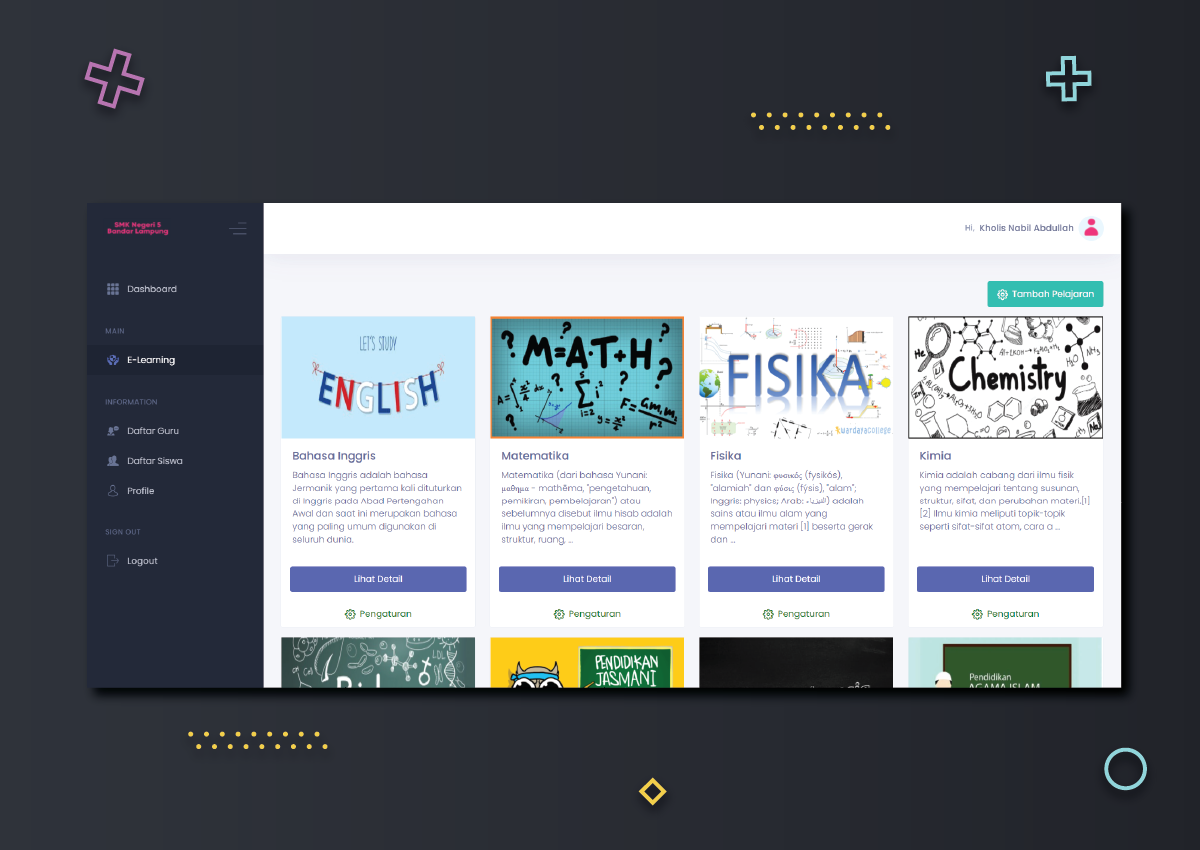 SMK Negeri 5
Bandar Lampung
Hi, Kholis Nabil Abdullah
Dashboard
MAIN
E-Learning
INFORMATION
Daftar Guru
Daftar Siswa
Profile
SIGN OUT
Logout
Tambah Pelajaran
LET'S STUDY
ENGLISH
Bahasa Inggris
Bahasa Inggris adalah bahasa
Jermanik yang pertama kali dituturkan
di Inggris pada Abad Pertengahan
Awal dan saat ini merupakan bahasa
yang paling umum digunakan di
seluruh dunia.
Lihat Detail
Pengaturan
M=A·T+H
Matematika
Matematika (dari bahasa Yunani:
μαθημα - mathēma, "pengetahuan,
pemikiran, pembelajaran") atau
sebelumnya disebut ilmu hisab adalah
ilmu yang mempelajari besaran,
struktur, ruang, ...
Lihat Detail
Pengaturan
FISIKA
wardayacollege
Fisika
Fisika (Yunani: φυσικός (fysikós),
"alamiah" dan φύσις (fýsis), "alam";
Inggris: physics; Arab: الفيزياء) adalah
sains atau ilmu alam yang
mempelajari materi [1] beserta gerak
dan ...
Lihat Detail
Pengaturan
He
H₂O
NH₃
Chemistry
Kimia
Kimia adalah cabang dari ilmu fisik
yang mempelajari tentang susunan,
struktur, sifat, dan perubahan materi.[1]
[2] Ilmu kimia meliputi topik-topik
seperti sifat-sifat atom, cara a ...
Lihat Detail
Pengaturan
PENDIDIKAN
JASMANI
Pendidikan
AGAMA ISLAM